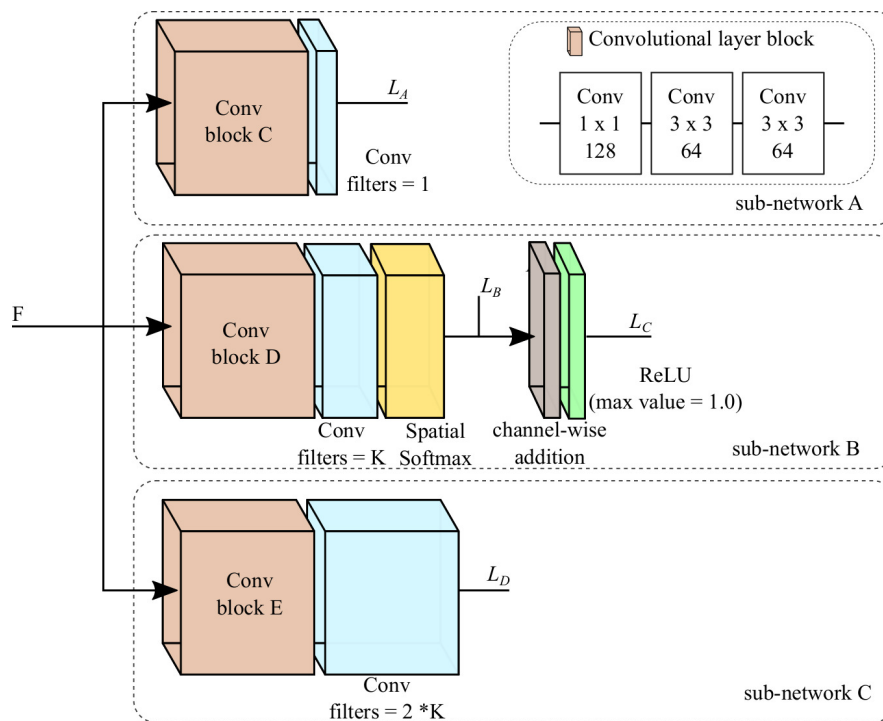 Convolutional layer block
Conv
1 x 1
128
Conv
3 x 3
64
Conv
3 x 3
64
Conv
block C
L_A
Conv
filters = 1
sub-network A
F
Conv
block D
L_B
L_C
ReLU
(max value = 1.0)
Conv
filters = K
Spatial
Softmax
channel-wise
addition
sub-network B
Conv
block E
L_D
Conv
filters = 2 *K
sub-network C